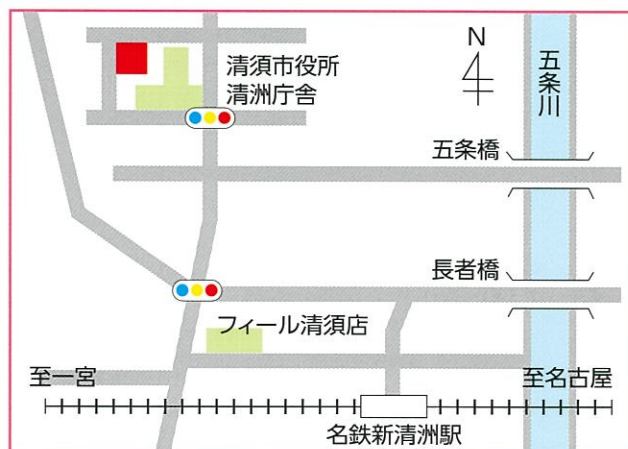 N
清須市役所
清洲庁舎
五条川
五条橋
長者橋
フィール清須店
至一宮
至名古屋
名鉄新清洲駅